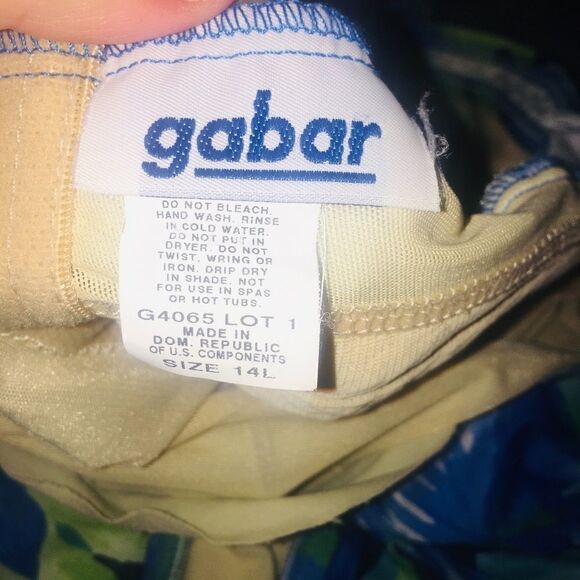 gabar
DO NOT BLEACH.
HAND WASH. RINSE
IN COLD WATER.
DO NOT PUT IN
DRYER. DO NOT
TWIST, WRING OR
IRON. DRIP DRY
IN SHADE. NOT
FOR USE IN SPAS
OR HOT TUBS.
G4065 LOT 1
MADE IN
DOM. REPUBLIC
OF U.S. COMPONENTS
SIZE 14L